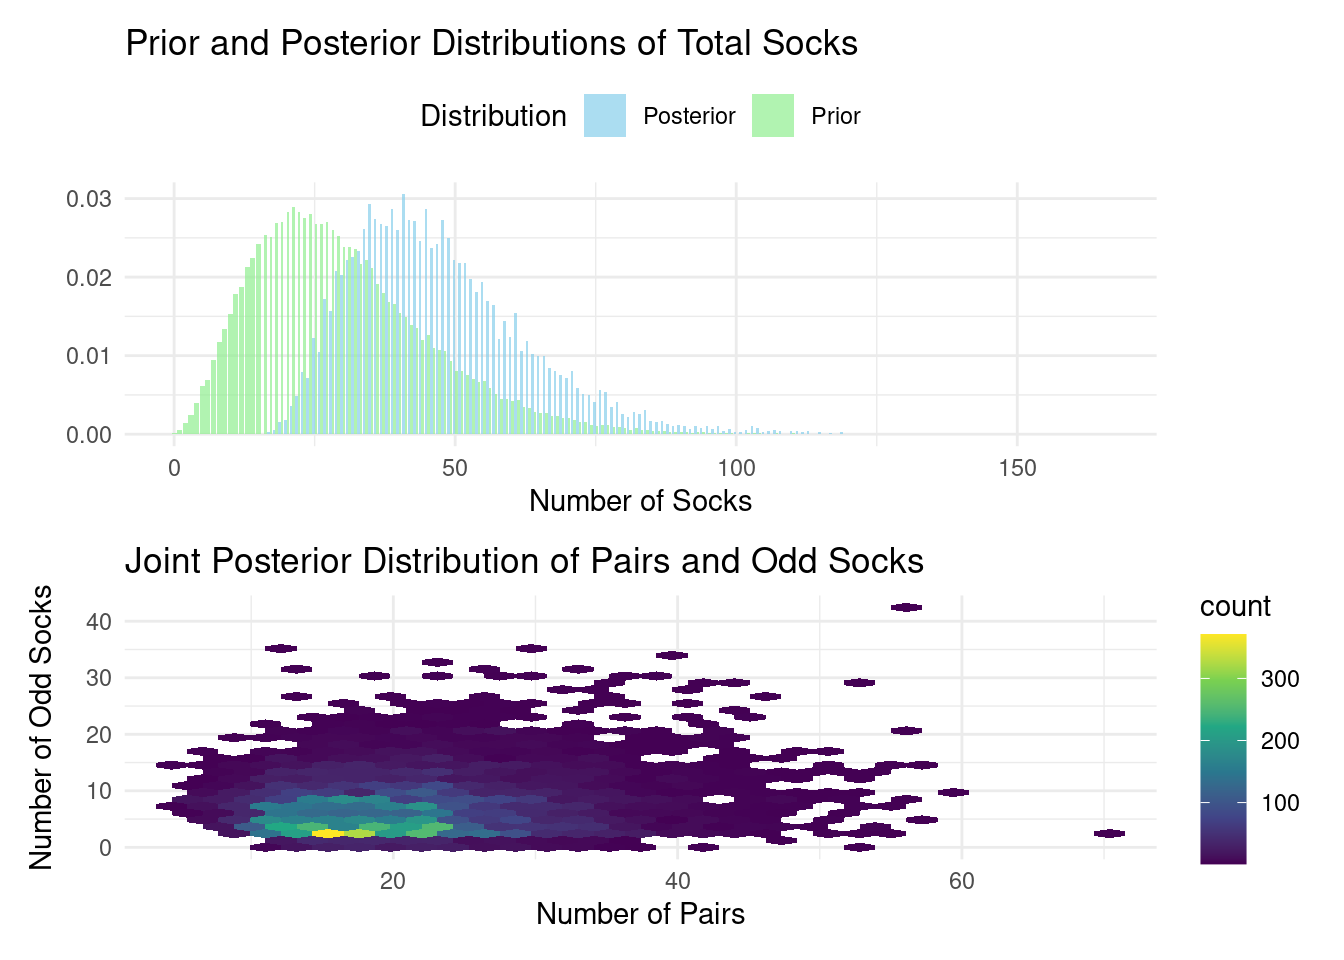 Prior and Posterior Distributions of Total Socks
Distribution Posterior Prior
0.03
0.02
0.01
0.00
0 50 100 150
Number of Socks
Joint Posterior Distribution of Pairs and Odd Socks
Number of Odd Socks
40
30
20
10
0
20 40 60
Number of Pairs
count
300
200
100